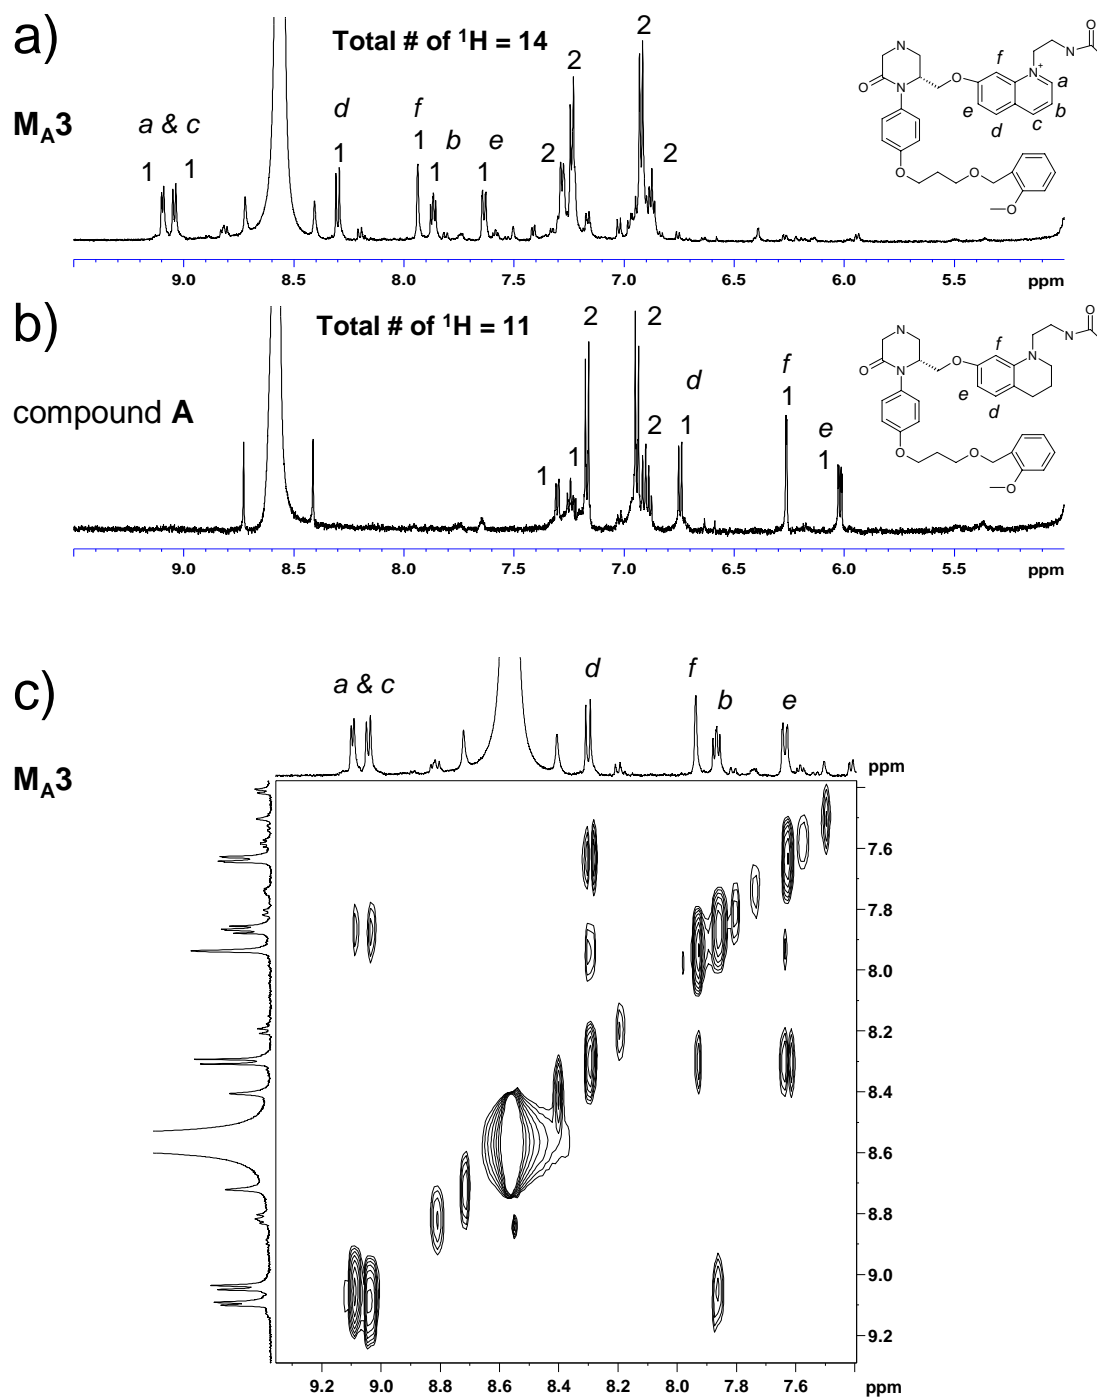 a)
Total # of ¹H = 14
M_A3
a & c
1
1
d
1
f
1
b
1
e
1
2
2
2
2
N
O
N
O
f
N+
N
O
a
b
c
d
e
O
O
O
9.0 8.5 8.0 7.5 7.0 6.5 6.0 5.5 ppm
b)
Total # of ¹H = 11
compound A
1
1
2
2
2
d
1
f
1
e
1
N
O
N
O
f
N
N
O
e
d
O
O
O
9.0 8.5 8.0 7.5 7.0 6.5 6.0 5.5 ppm
c)
M_A3
a & c
d
f
b
e
ppm
7.6
7.8
8.0
8.2
8.4
8.6
8.8
9.0
9.2
9.2 9.0 8.8 8.6 8.4 8.2 8.0 7.8 7.6 ppm